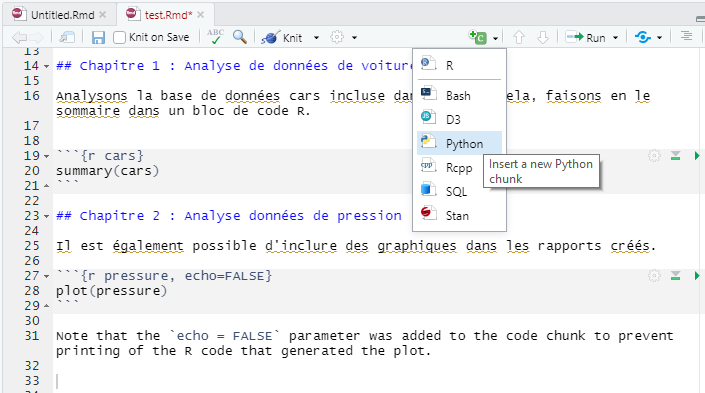 Untitled.Rmd
test.Rmd*
Knit on Save
ABC
Knit
Run
13
14 ## Chapitre 1 : Analyse de données de voitur
15
16 Analysons la base de données cars incluse da ela, faisons en le
sommaire dans un bloc de code R.
17
18
19 ```{r cars}
20 summary(cars)
21 ```
22
23 ## Chapitre 2 : Analyse données de pression
24
25 Il est également possible d'inclure des graphiques dans les rapports créés.
26
27 ```{r pressure, echo=FALSE}
28 plot(pressure)
29 ```
30
31 Note that the `echo = FALSE` parameter was added to the code chunk to prevent
printing of the R code that generated the plot.
32
33
R
Bash
D3
Python
Rcpp
SQL
Stan
Insert a new Python
chunk